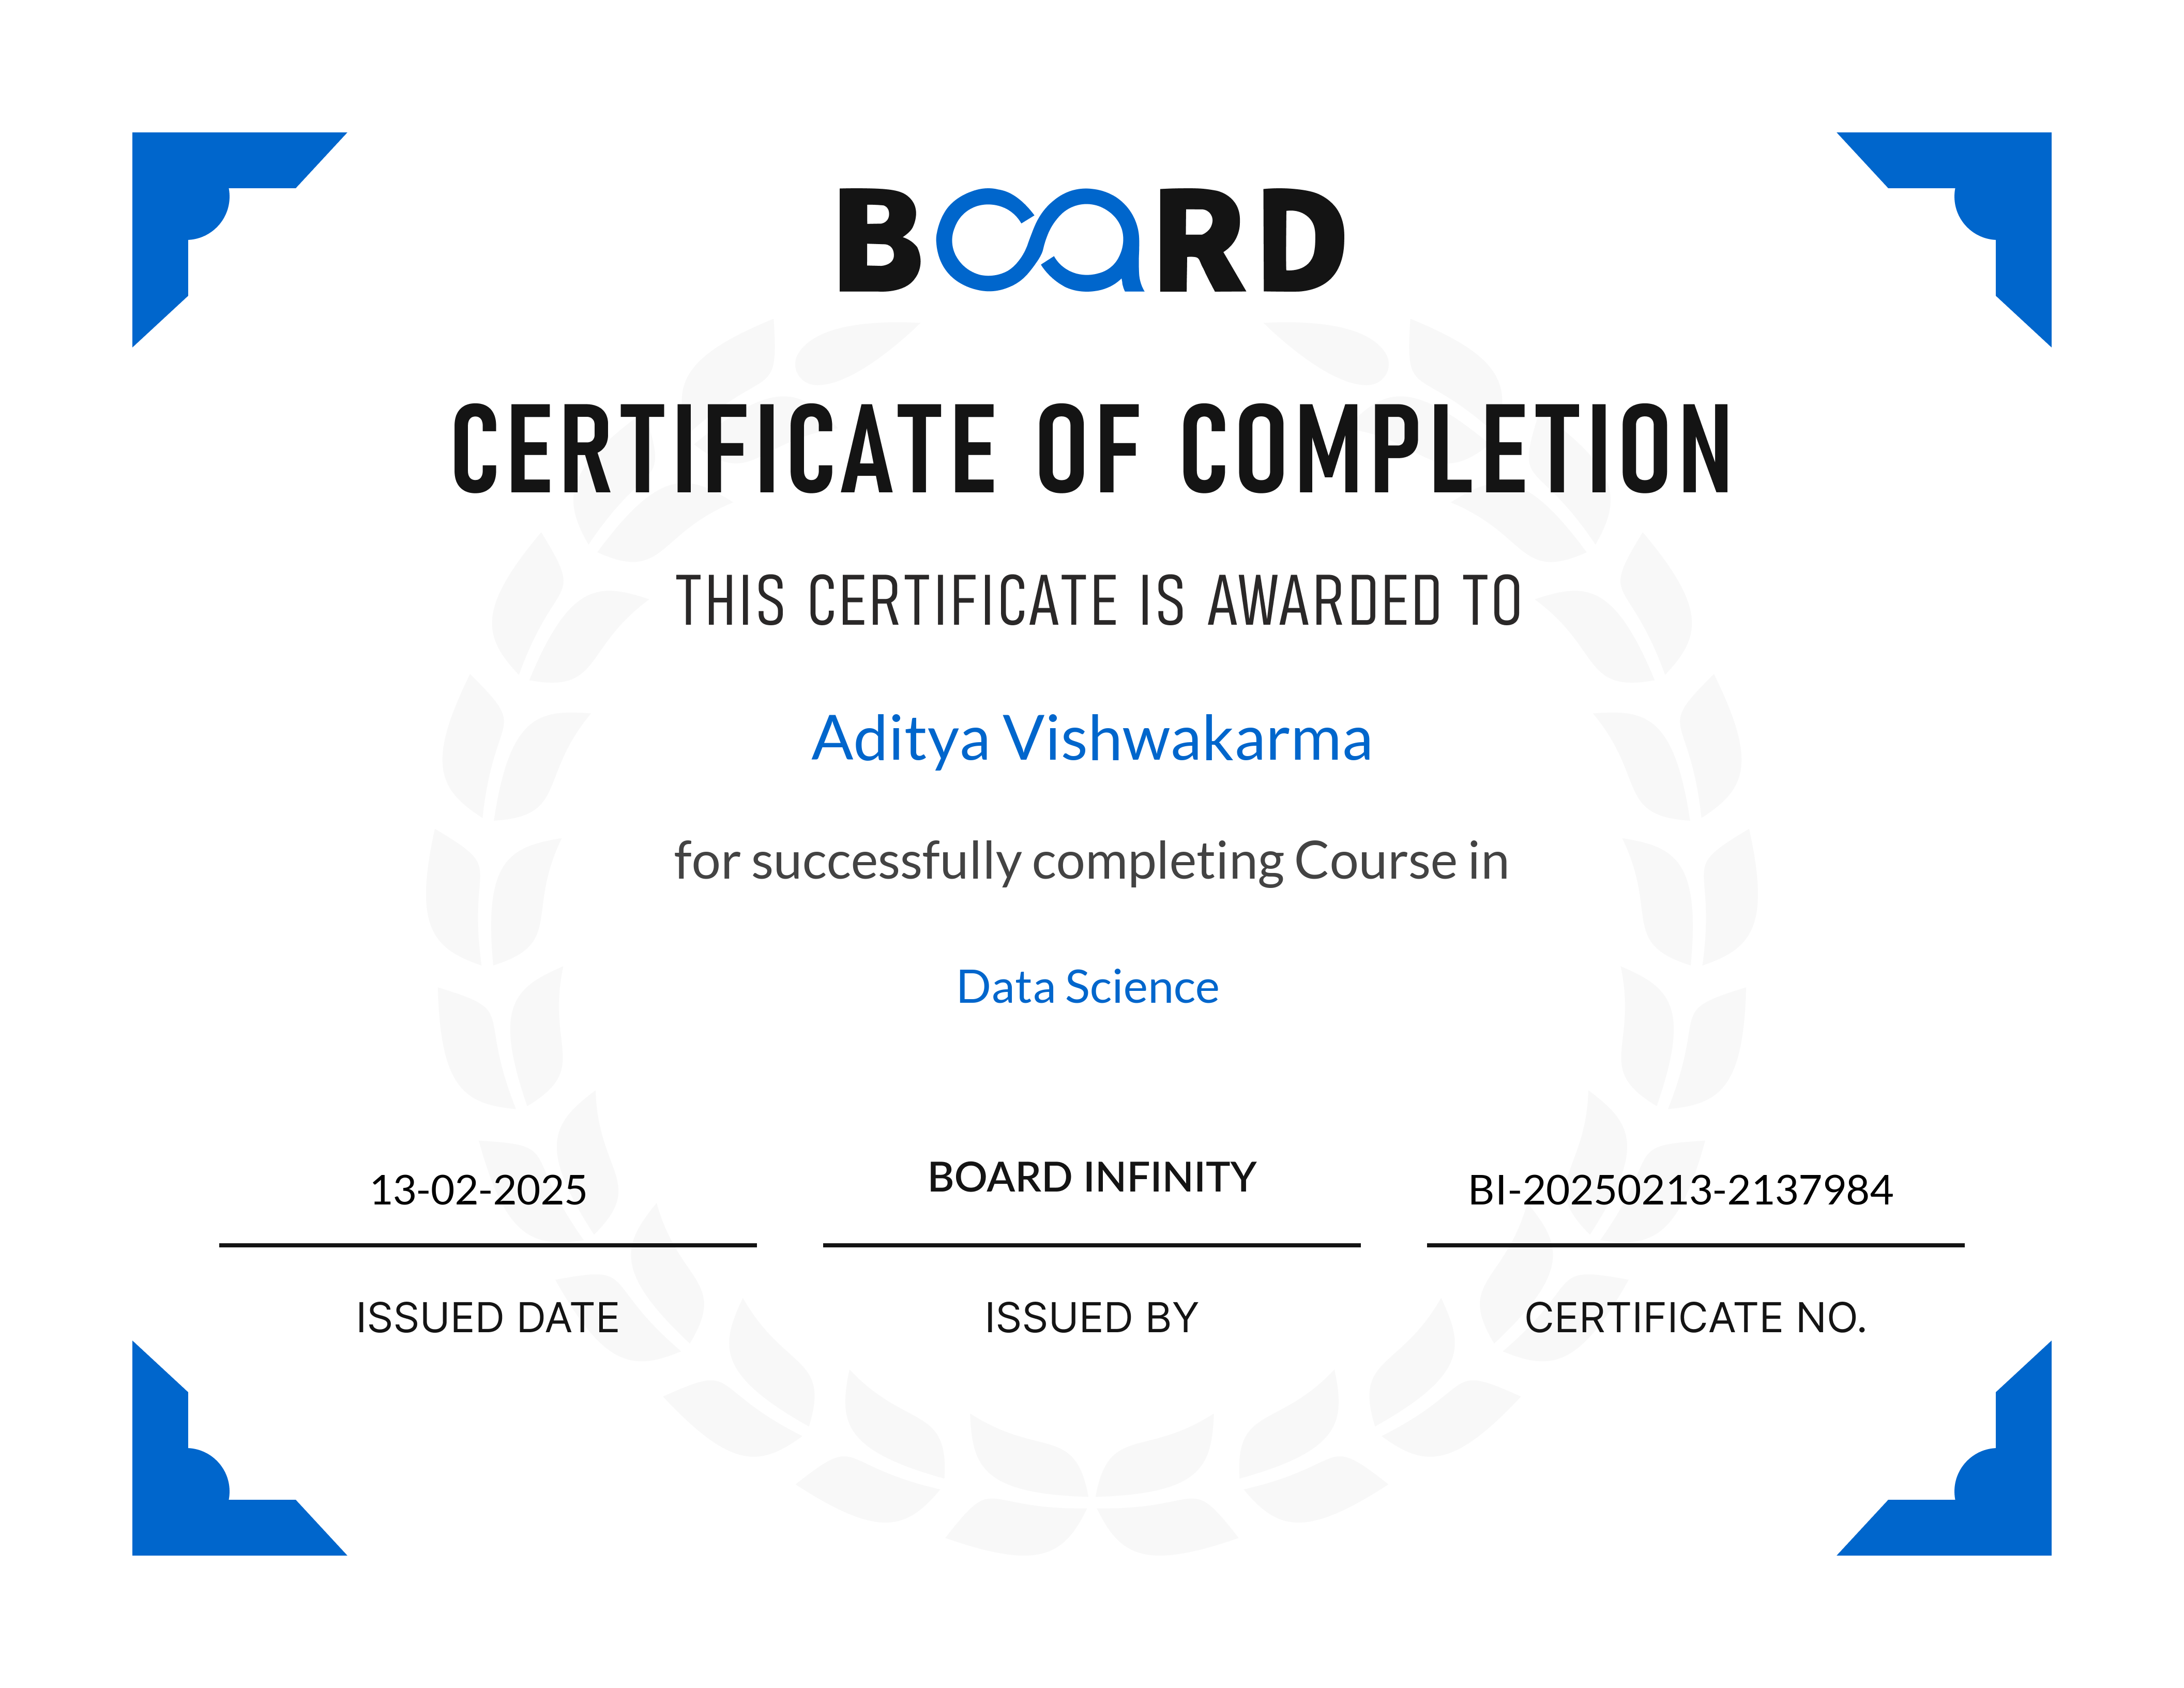 BOARD
CERTIFICATE OF COMPLETION
THIS CERTIFICATE IS AWARDED TO
Aditya Vishwakarma
for successfully completing Course in
Data Science
13-02-2025
BOARD INFINITY
BI-20250213-2137984
ISSUED DATE
ISSUED BY
CERTIFICATE NO.